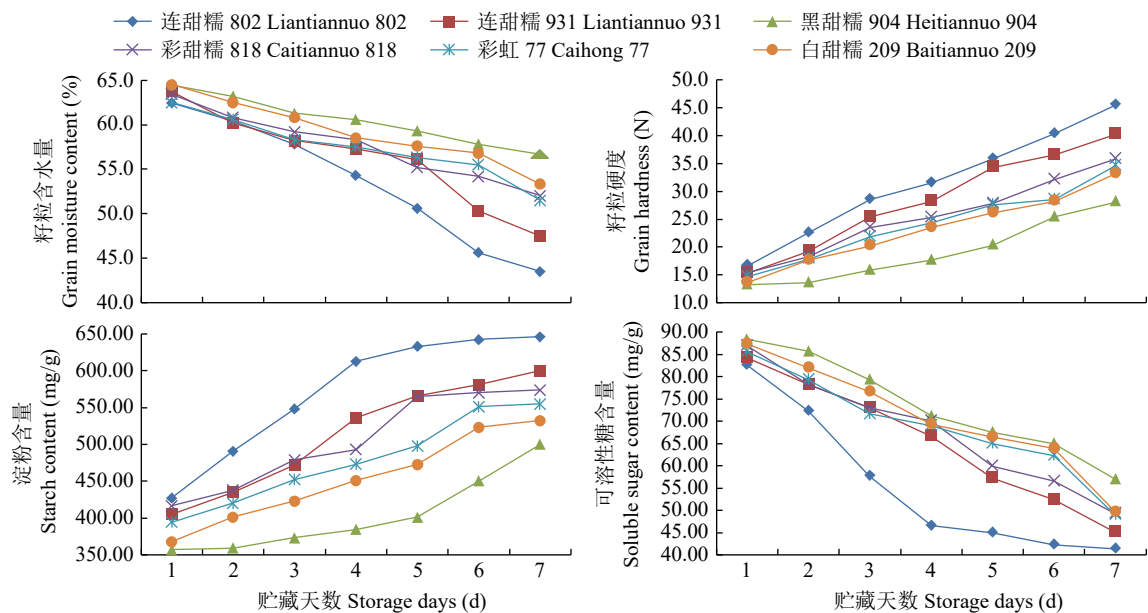 连甜糯 802 Liantiannuo 802
连甜糯 931 Liantiannuo 931
黑甜糯 904 Heitiannuo 904
彩甜糯 818 Caitiannuo 818
彩虹 77 Caihong 77
白甜糯 209 Baitiannuo 209
籽粒含水量
Grain moisture content (%)
65.0
60.0
55.0
50.0
45.0
40.0
籽粒硬度
Grain hardness (N)
50.0
45.0
40.0
35.0
30.0
25.0
20.0
15.0
10.0
淀粉含量
Starch content (mg/g)
650.00
600.00
550.00
500.00
450.00
400.00
350.00
1 2 3 4 5 6 7
贮藏天数 Storage days (d)
可溶性糖含量
Soluble sugar content (mg/g)
90.00
85.00
80.00
75.00
70.00
65.00
60.00
55.00
50.00
45.00
40.00
1 2 3 4 5 6 7
贮藏天数 Storage days (d)